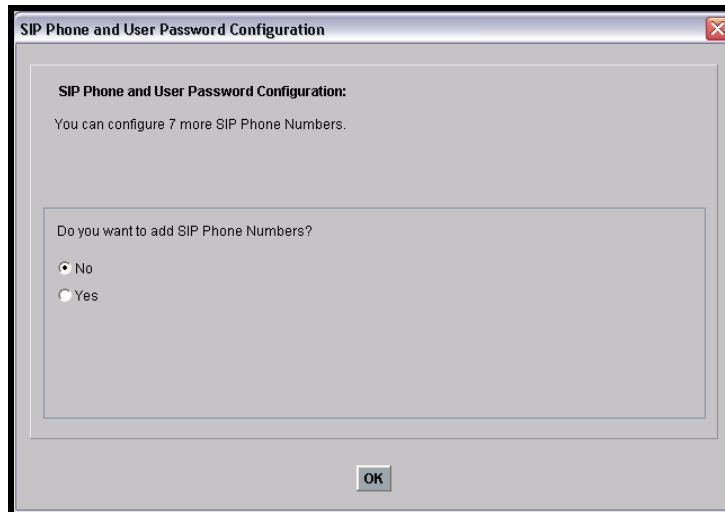 SIP Phone and User Password Configuration
SIP Phone and User Password Configuration:
You can configure 7 more SIP Phone Numbers.
Do you want to add SIP Phone Numbers?
No
Yes
OK